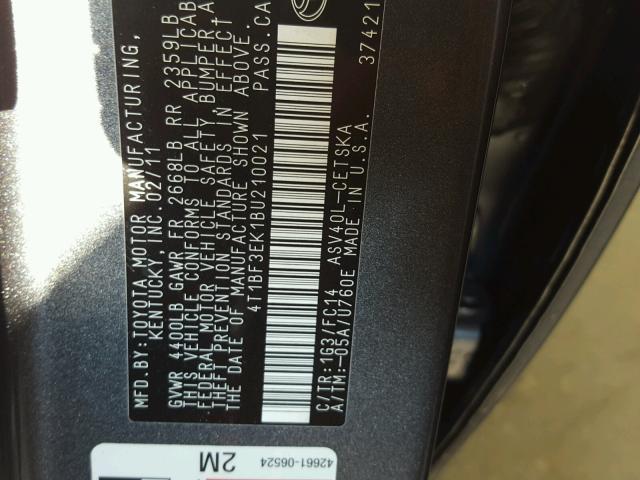 MFD.BY:TOYOTA MOTOR MANUFACTURING,
KENTUCKY, INC. 02/11
GVWR 4400LB GAWR FR 2668LB RR 2359LB
THIS VEHICLE CONFORMS TO ALL APPLICAB
FEDERAL MOTOR VEHICLE SAFETY BUMPER A
THEFT PREVENTION STANDARDS IN EFFECT
THE DATE OF MANUFACTURE SHOWN ABOVE.
4T1BF3EK1BU210021 PASS.CA
C/TR:1G3/FC14 ASV40L-CETSKA
A/TM:-05A/U760E MADE IN U.S.A.
37421
42661-06524
2M